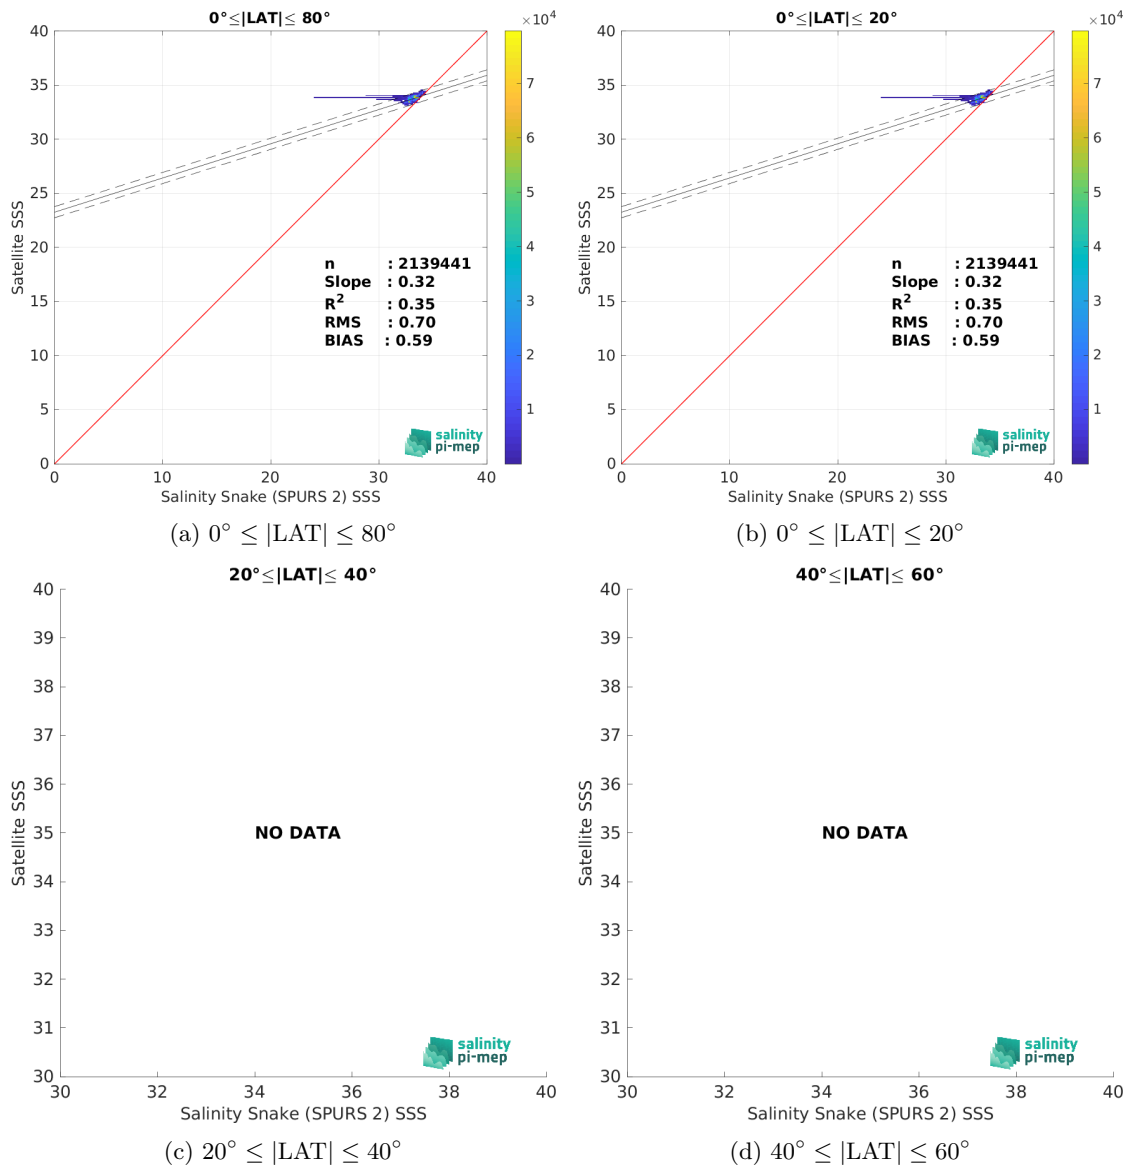 0°≤|LAT|≤ 80°
×10⁴
40
35
30
25
20
15
10
5
0
Satellite SSS
0
10
20
30
40
Salinity Snake (SPURS 2) SSS
7
6
5
4
3
2
1
n : 2139441
Slope : 0.32
R² : 0.35
RMS : 0.70
BIAS : 0.59
salinity
pi-mep
(a) 0° ≤ |LAT| ≤ 80°
0°≤|LAT|≤ 20°
×10⁴
40
35
30
25
20
15
10
5
0
Satellite SSS
0
10
20
30
40
Salinity Snake (SPURS 2) SSS
7
6
5
4
3
2
1
n : 2139441
Slope : 0.32
R² : 0.35
RMS : 0.70
BIAS : 0.59
salinity
pi-mep
(b) 0° ≤ |LAT| ≤ 20°
20°≤|LAT|≤ 40°
40
39
38
37
36
35
34
33
32
31
30
Satellite SSS
NO DATA
salinity
pi-mep
30
32
34
36
38
40
Salinity Snake (SPURS 2) SSS
(c) 20° ≤ |LAT| ≤ 40°
40°≤|LAT|≤ 60°
40
39
38
37
36
35
34
33
32
31
30
Satellite SSS
NO DATA
salinity
pi-mep
30
32
34
36
38
40
Salinity Snake (SPURS 2) SSS
(d) 40° ≤ |LAT| ≤ 60°